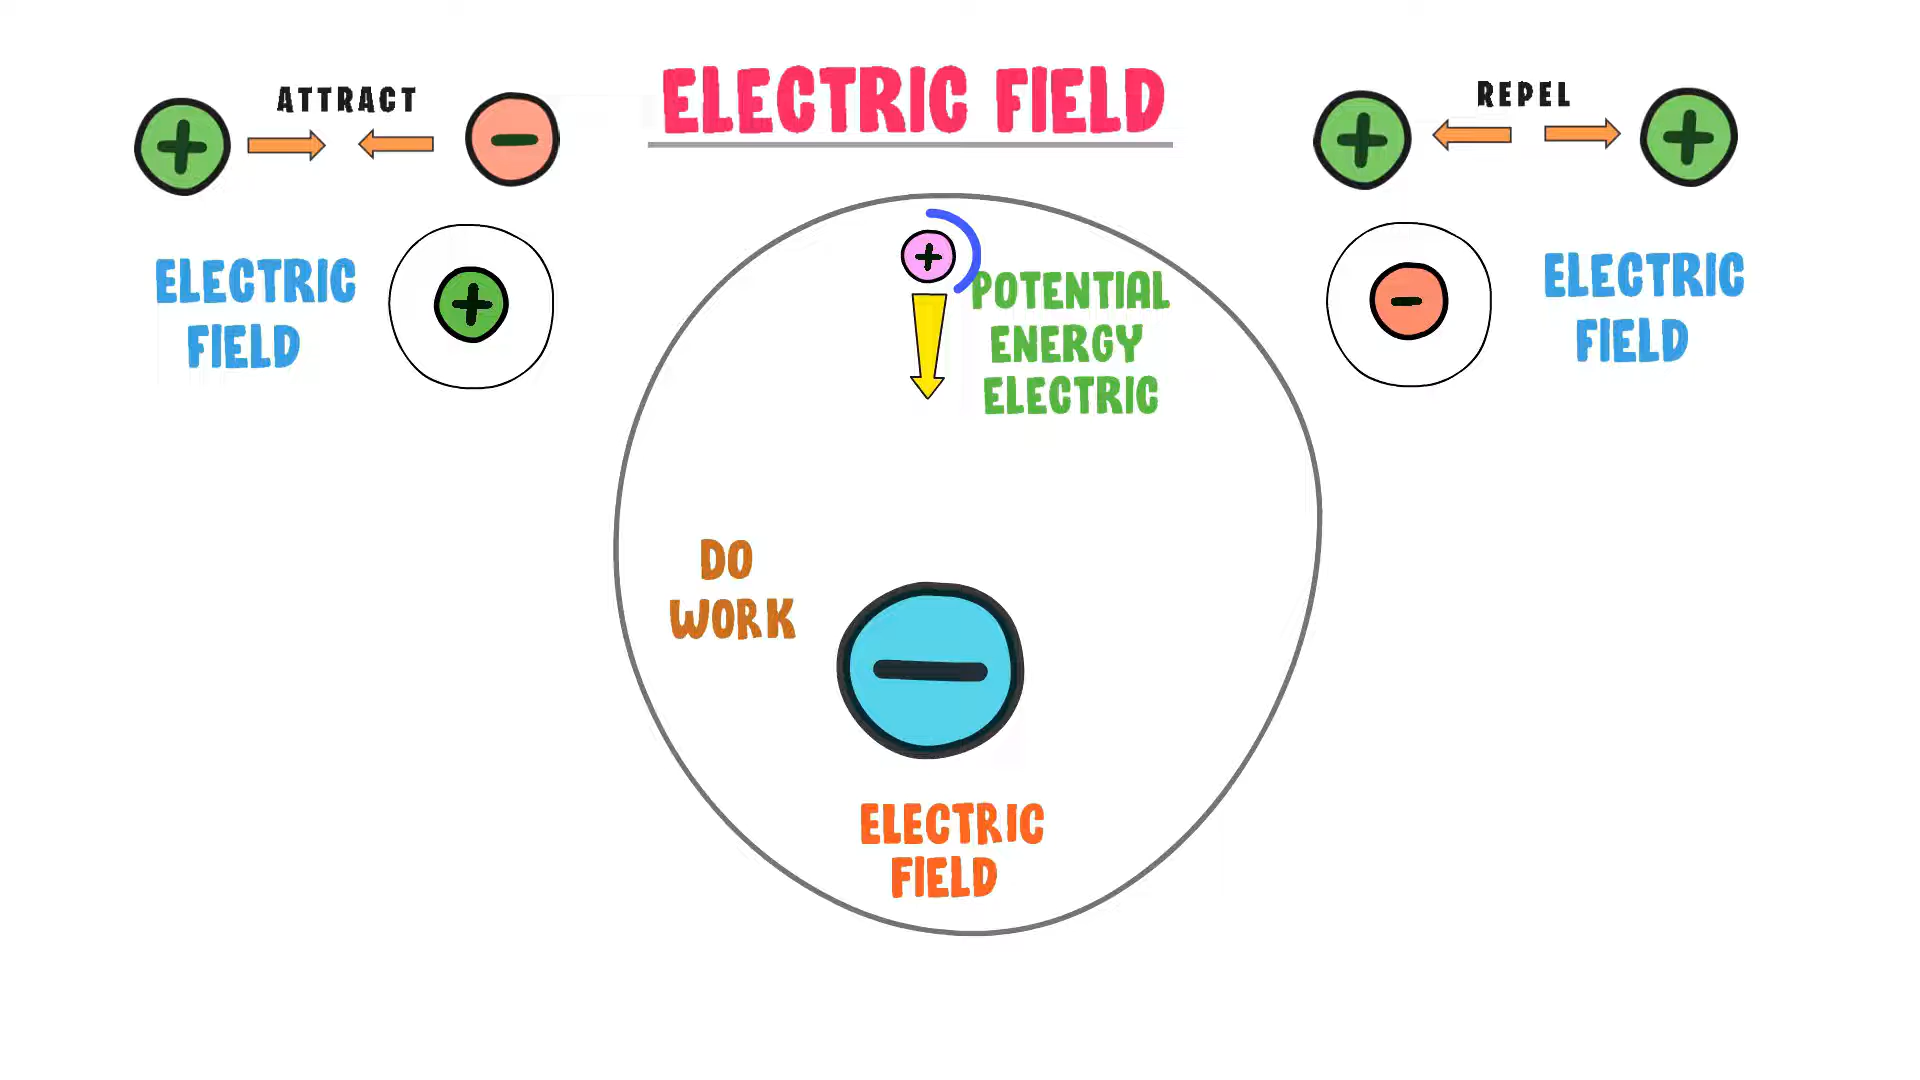 ELECTRIC FIELD
ATTRACT
REPEL
ELECTRIC
FIELD
POTENTIAL
ENERGY
ELECTRIC
ELECTRIC
FIELD
DO
WORK
ELECTRIC
FIELD